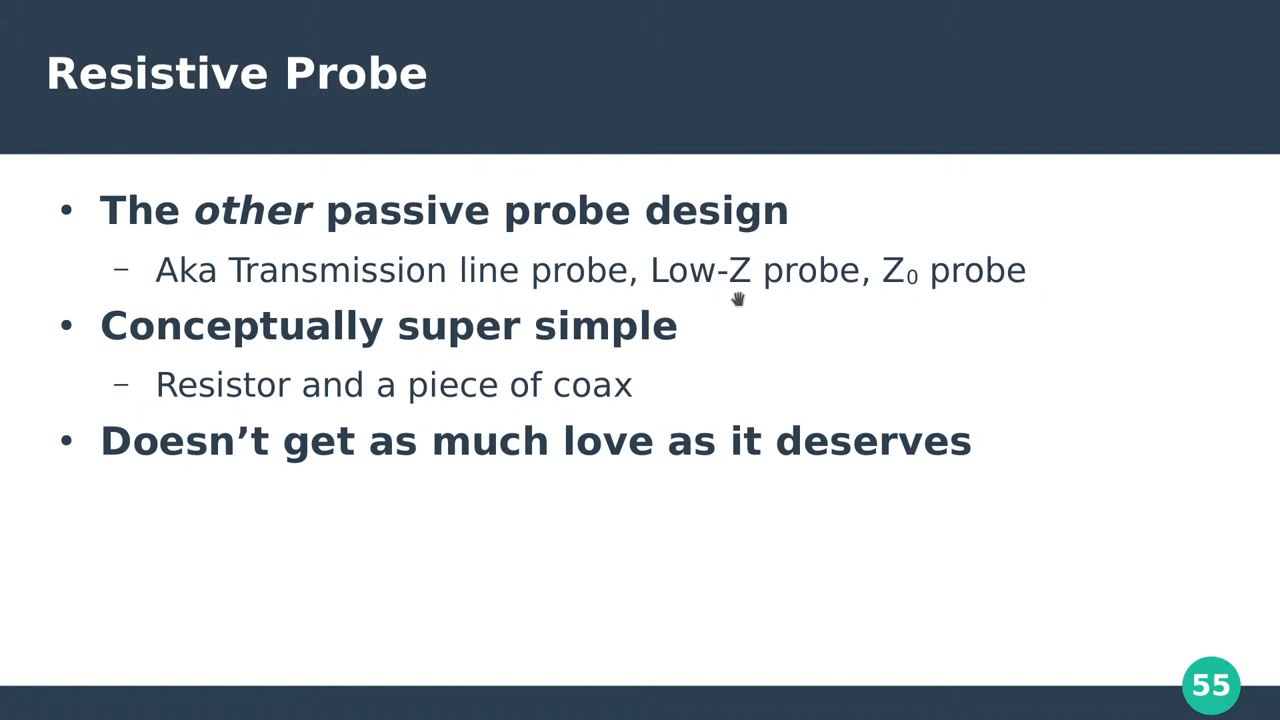 Resistive Probe
• The other passive probe design
– Aka Transmission line probe, Low-Z probe, Z₀ probe
• Conceptually super simple
– Resistor and a piece of coax
• Doesn’t get as much love as it deserves
55